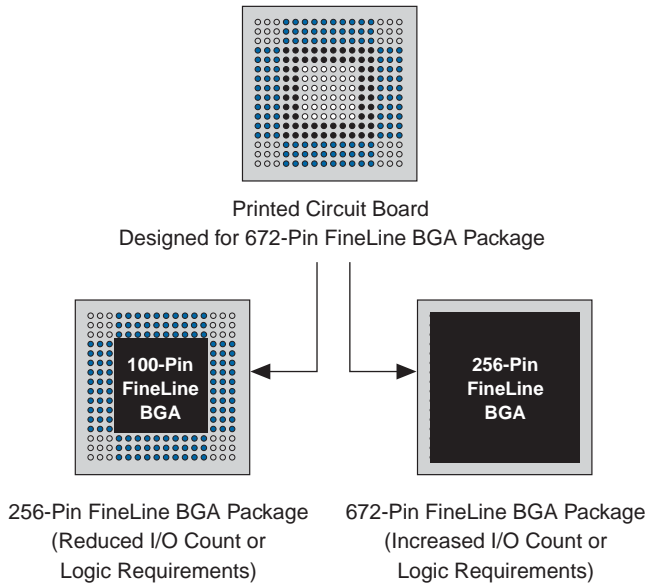 Printed Circuit Board
Designed for 672-Pin FineLine BGA Package
100-Pin
FineLine
BGA
256-Pin
FineLine
BGA
256-Pin FineLine BGA Package
(Reduced I/O Count or
Logic Requirements)
672-Pin FineLine BGA Package
(Increased I/O Count or
Logic Requirements)